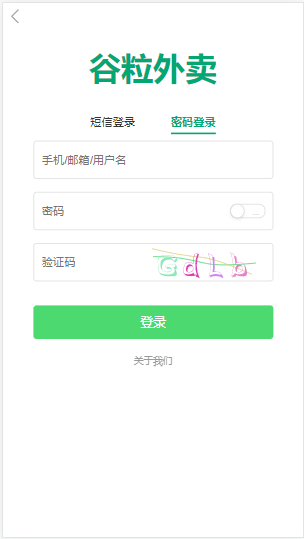 谷粒外卖
短信登录 密码登录
手机/邮箱/用户名
密码 ...
验证码 GdLb
登录
关于我们